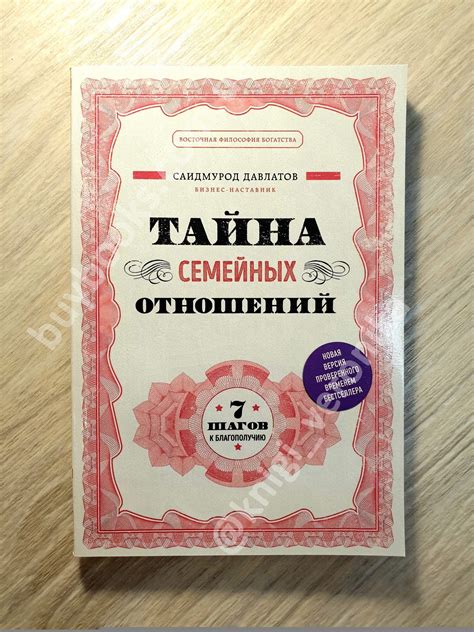 ВОСТОЧНАЯ ФИЛОСОФИЯ БОГАТСТВА
САИДМУРОД ДАВЛАТОВ
БИЗНЕС-НАСТАВНИК
ТАЙНА
СЕМЕЙНЫХ
ОТНОШЕНИЙ
НОВАЯ
ВЕРСИЯ
ПРОВЕРЕННОГО
ВРЕМЕНЕМ
БЕСТСЕЛЛЕРА
7
ШАГОВ
К БЛАГОПОЛУЧИЮ